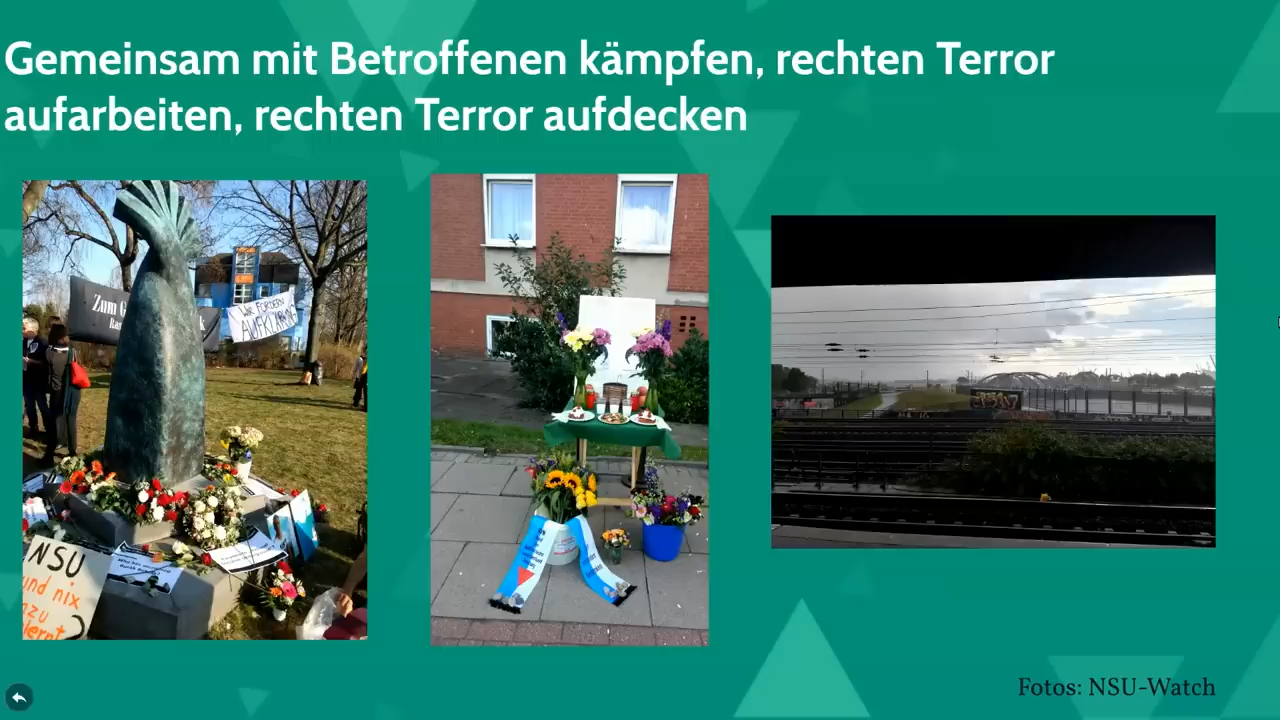 Gemeinsam mit Betroffenen kämpfen, rechten Terror
aufarbeiten, rechten Terror aufdecken
Zum G
WIR FORDERN
AUFKLÄRUNG
NSU
und nix
zu
lernt?
Fotos: NSU-Watch